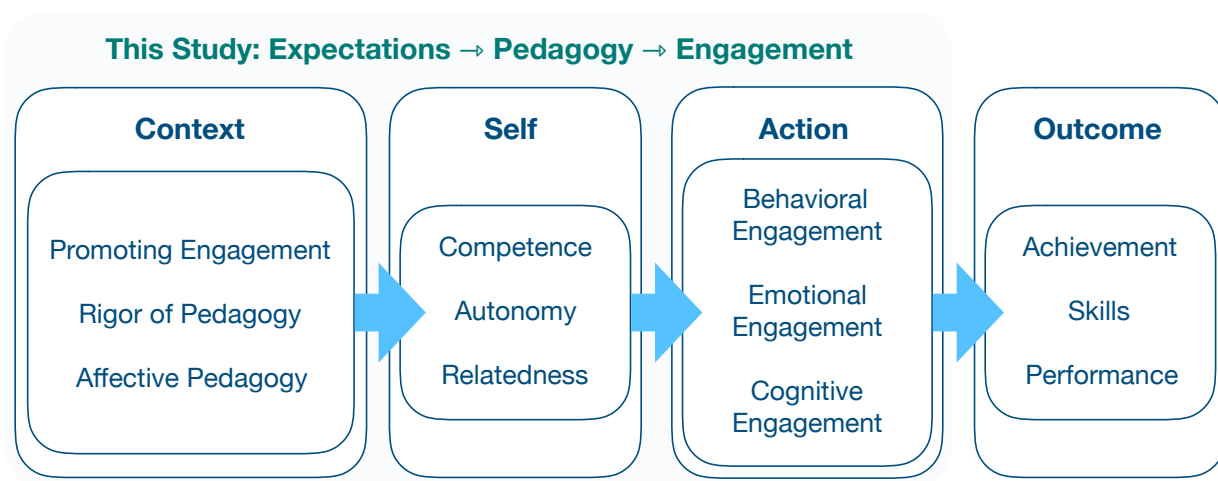 This Study: Expectations → Pedagogy → Engagement
Context
Promoting Engagement
Rigor of Pedagogy
Affective Pedagogy
Self
Competence
Autonomy
Relatedness
Action
Behavioral
Engagement
Emotional
Engagement
Cognitive
Engagement
Outcome
Achievement
Skills
Performance